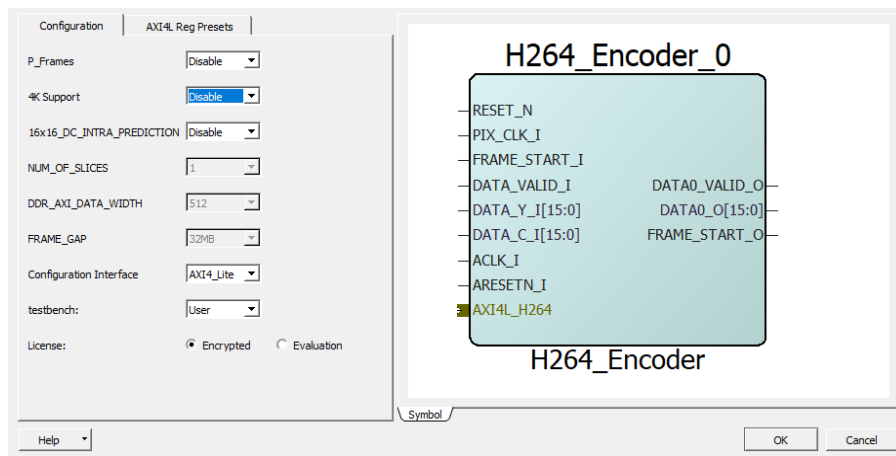 Configuration
AXI4L Reg Presets
P_Frames Disable
4K Support Disable
16x16_DC_INTRA_PREDICTION Disable
NUM_OF_SLICES 1
DDR_AXI_DATA_WIDTH 512
FRAME_GAP 32MB
Configuration Interface AXI4_Lite
testbench: User
License: Encrypted Evaluation
H264_Encoder_0
RESET_N
PIX_CLK_I
FRAME_START_I
DATA_VALID_I DATA0_VALID_O
DATA_Y_I[15:0] DATA0_O[15:0]
DATA_C_I[15:0] FRAME_START_O
ACLK_I
ARESETN_I
AXI4L_H264
H264_Encoder
Symbol
Help OK Cancel